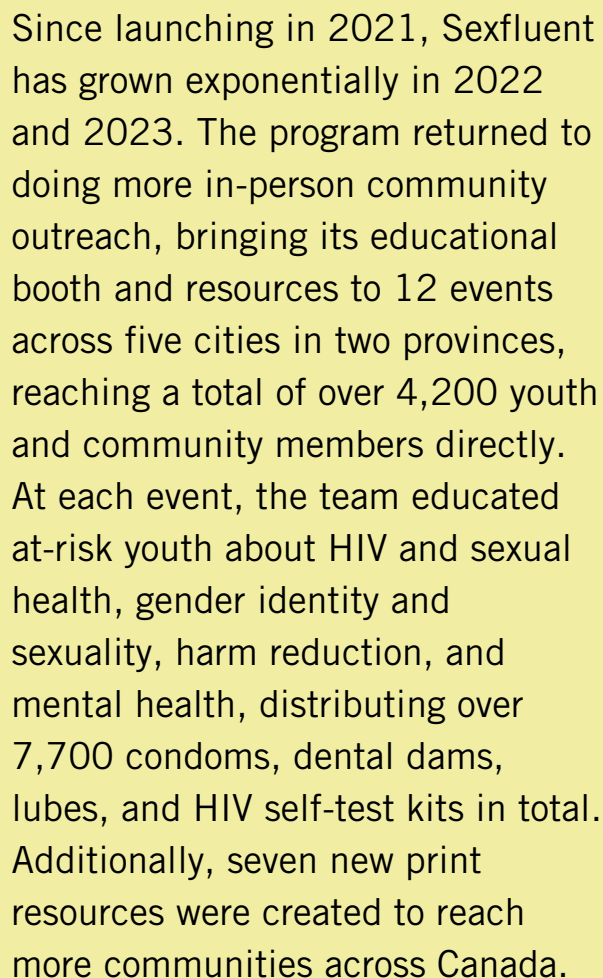 Since launching in 2021, Sexfluent
has grown exponentially in 2022
and 2023. The program returned to
doing more in-person community
outreach, bringing its educational
booth and resources to 12 events
across five cities in two provinces,
reaching a total of over 4,200 youth
and community members directly.
At each event, the team educated
at-risk youth about HIV and sexual
health, gender identity and
sexuality, harm reduction, and
mental health, distributing over
7,700 condoms, dental dams,
lubes, and HIV self-test kits in total.
Additionally, seven new print
resources were created to reach
more communities across Canada.